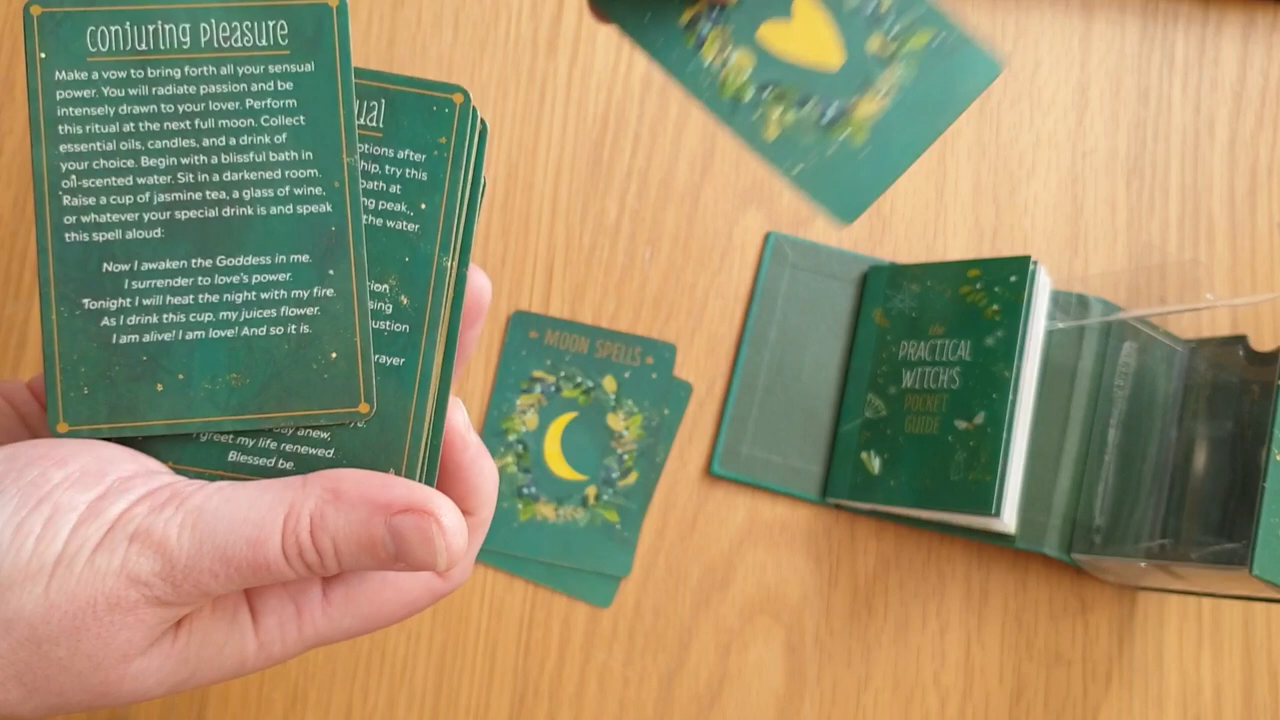 conjuring pleasure
Make a vow to bring forth all your sensual
power. You will radiate passion and be
intensely drawn to your lover. Perform
this ritual at the next full moon. Collect
essential oils, candles, and a drink of
your choice. Begin with a blissful bath in
oil-scented water. Sit in a darkened room.
Raise a cup of jasmine tea, a glass of wine,
or whatever your special drink is and speak
this spell aloud:
Now I awaken the Goddess in me.
I surrender to love's power.
Tonight I will heat the night with my fire.
As I drink this cup, my juices flower.
I am alive! I am love! And so it is.
ual
ptions after
hip, try this
bath at
ng peak,
the water
tion
sing
ustion
rayer
day anew,
I greet my life renewed.
Blessed be.
MOON SPELLS
the
PRACTICAL
WITCH'S
POCKET
GUIDE